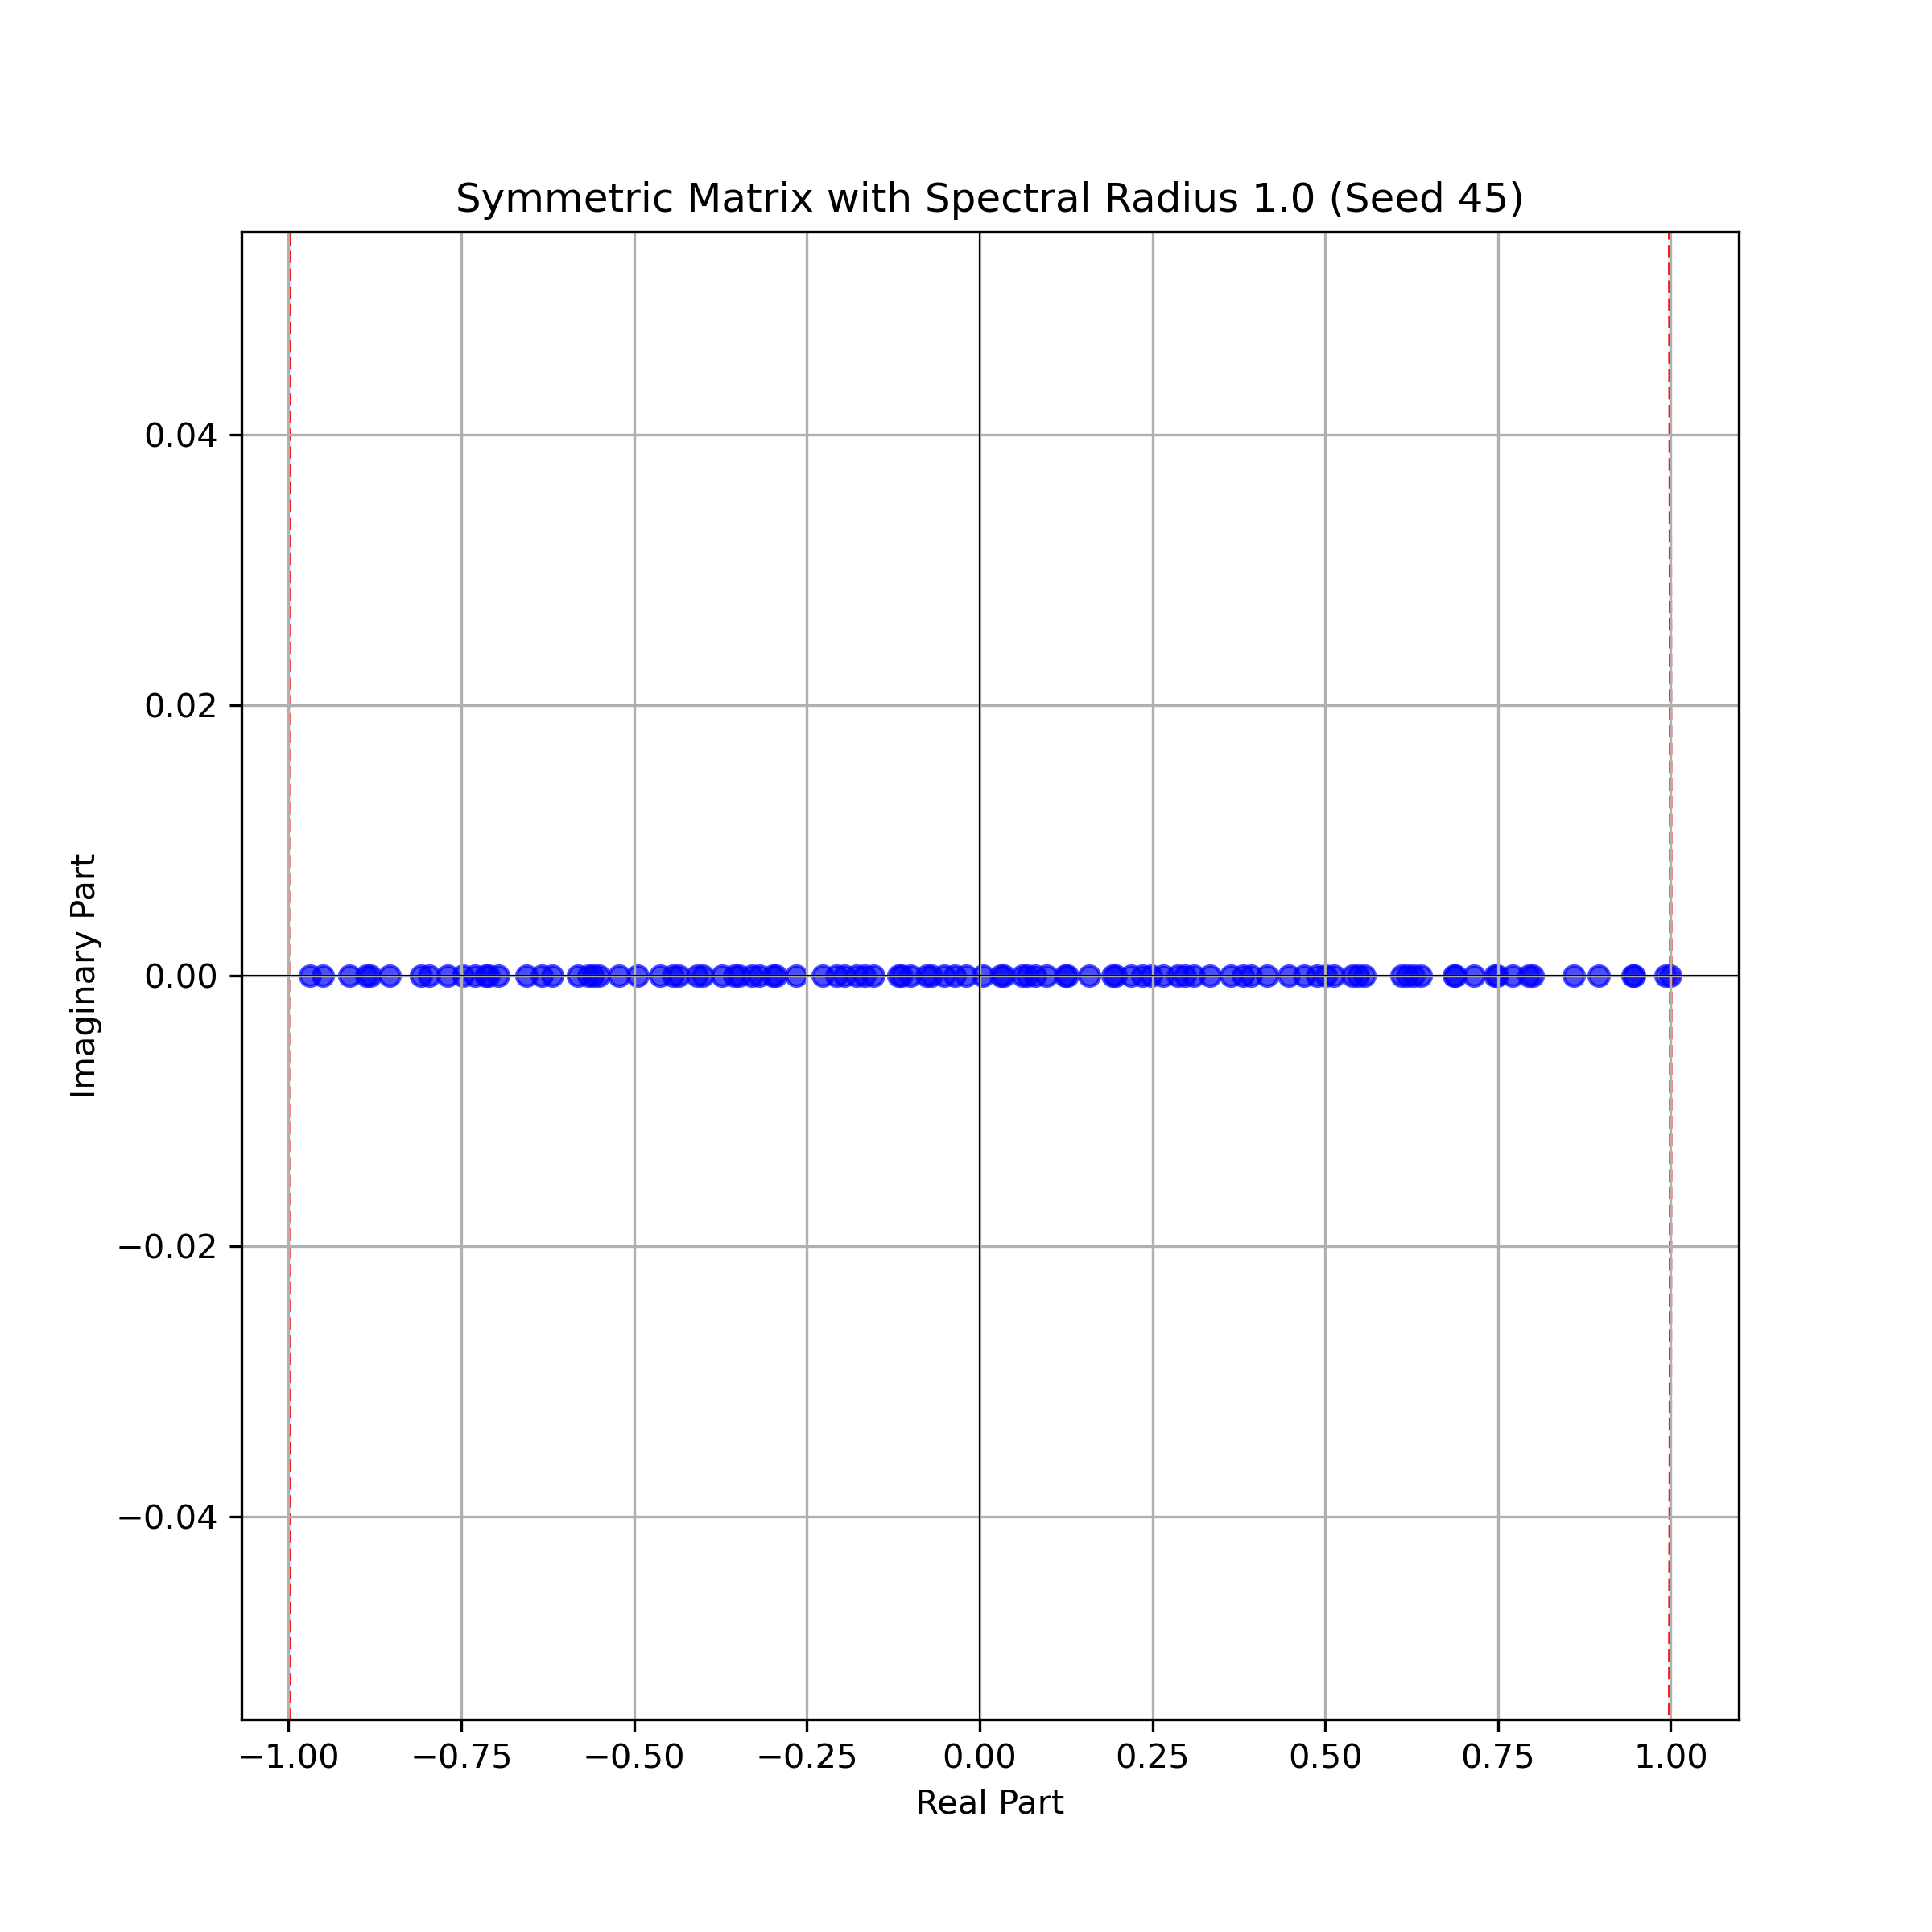 Symmetric Matrix with Spectral Radius 1.0 (Seed 45)
0.04
0.02
0.00
−0.02
−0.04
Imaginary Part
−1.00 −0.75 −0.50 −0.25 0.00 0.25 0.50 0.75 1.00
Real Part